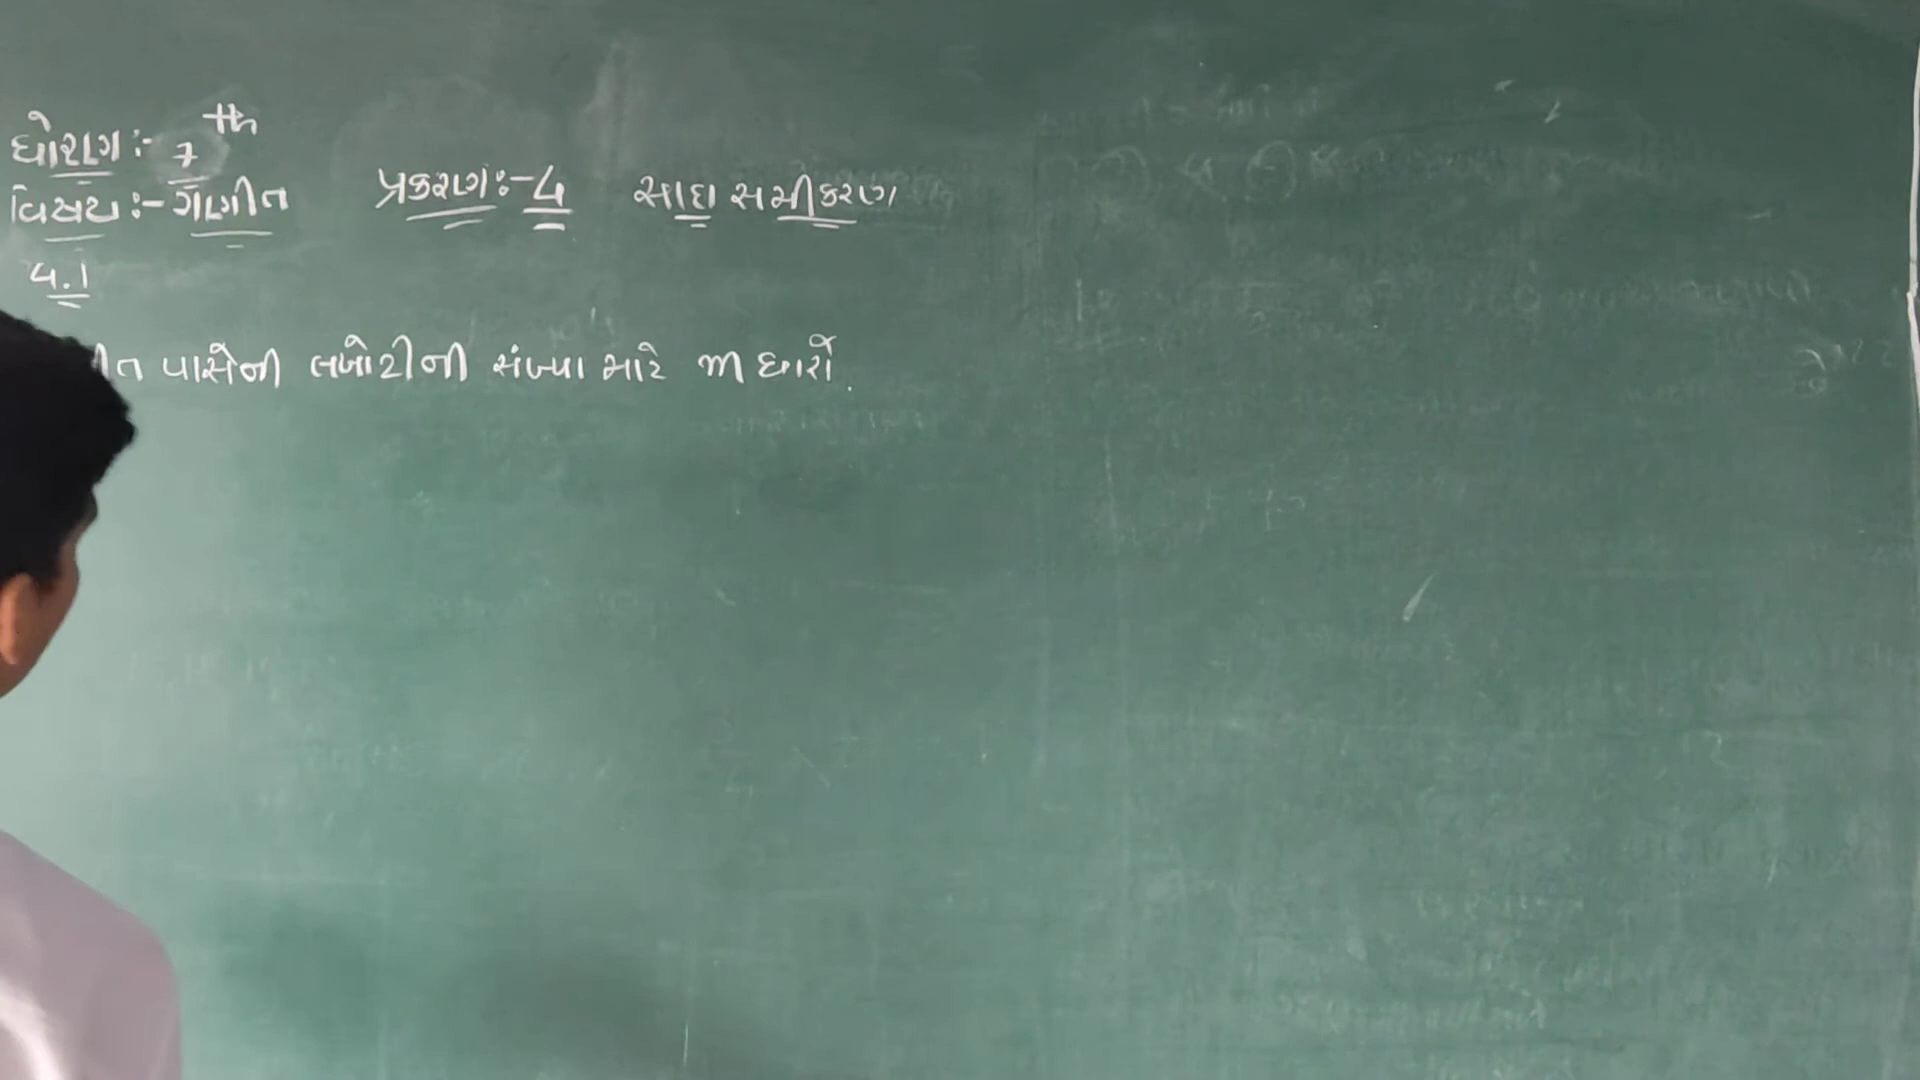 ધોરણ :- 7th
વિષય :- ગણીત પ્રકરણ :- 4 સાદા સમીકરણ
4.1
પાસેની લખોટીની સંખ્યા માટે m ધારો.